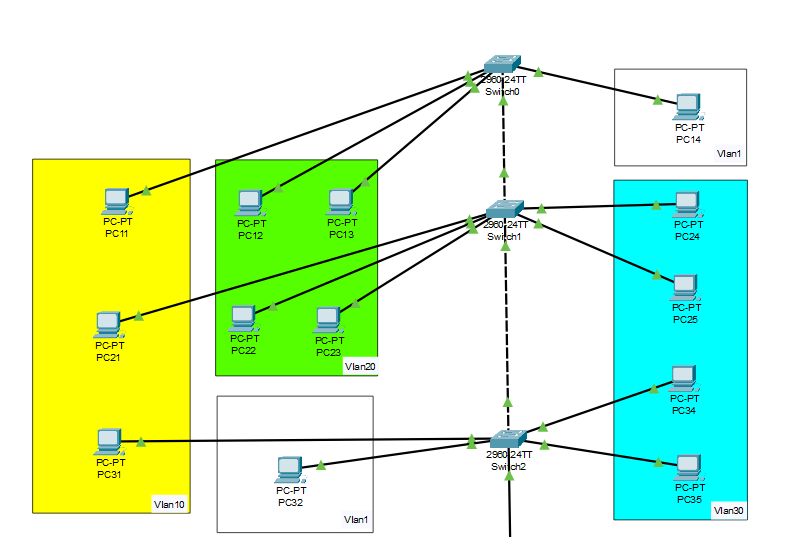 2960-24TT
Switch0
PC-PT
PC14
Vlan1
PC-PT
PC11
PC-PT
PC12
PC-PT
PC13
2960-24TT
Switch1
PC-PT
PC24
PC-PT
PC25
PC-PT
PC21
PC-PT
PC22
PC-PT
PC23
Vlan20
PC-PT
PC34
2960-24TT
Switch2
PC-PT
PC31
PC-PT
PC32
PC-PT
PC35
Vlan10
Vlan1
Vlan30